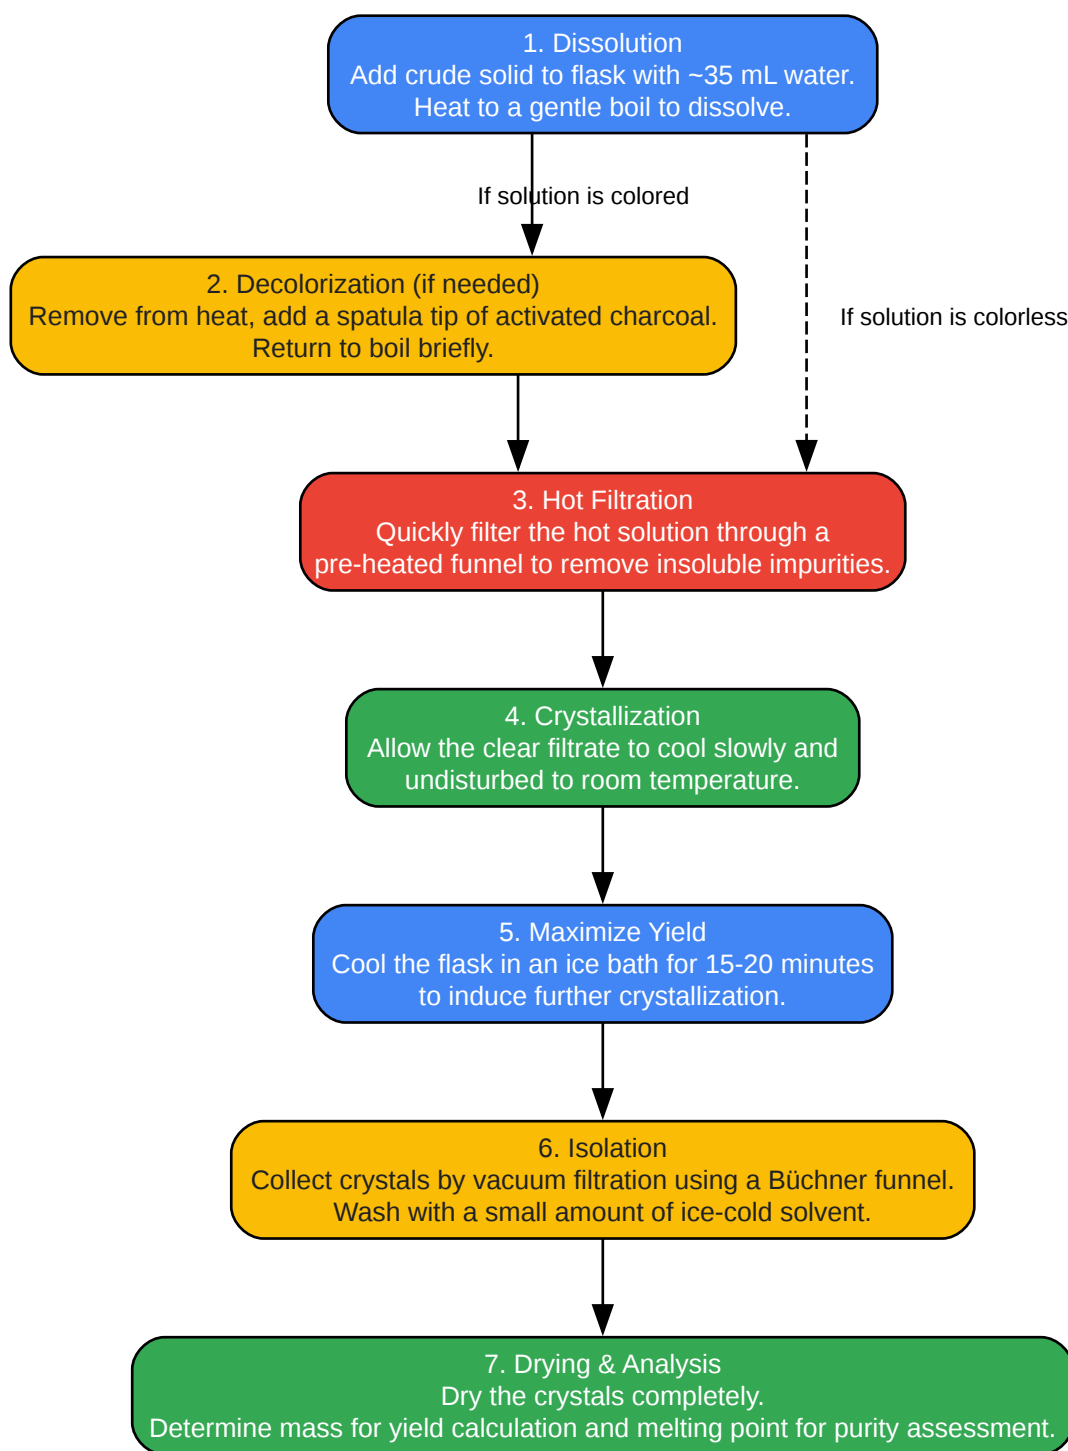 1. Dissolution
Add crude solid to flask with ~35 mL water.
Heat to a gentle boil to dissolve.
If solution is colored
2. Decolorization (if needed)
Remove from heat, add a spatula tip of activated charcoal.
Return to boil briefly.
If solution is colorless
3. Hot Filtration
Quickly filter the hot solution through a
pre-heated funnel to remove insoluble impurities.
4. Crystallization
Allow the clear filtrate to cool slowly and
undisturbed to room temperature.
5. Maximize Yield
Cool the flask in an ice bath for 15-20 minutes
to induce further crystallization.
6. Isolation
Collect crystals by vacuum filtration using a Büchner funnel.
Wash with a small amount of ice-cold solvent.
7. Drying & Analysis
Dry the crystals completely.
Determine mass for yield calculation and melting point for purity assessment.